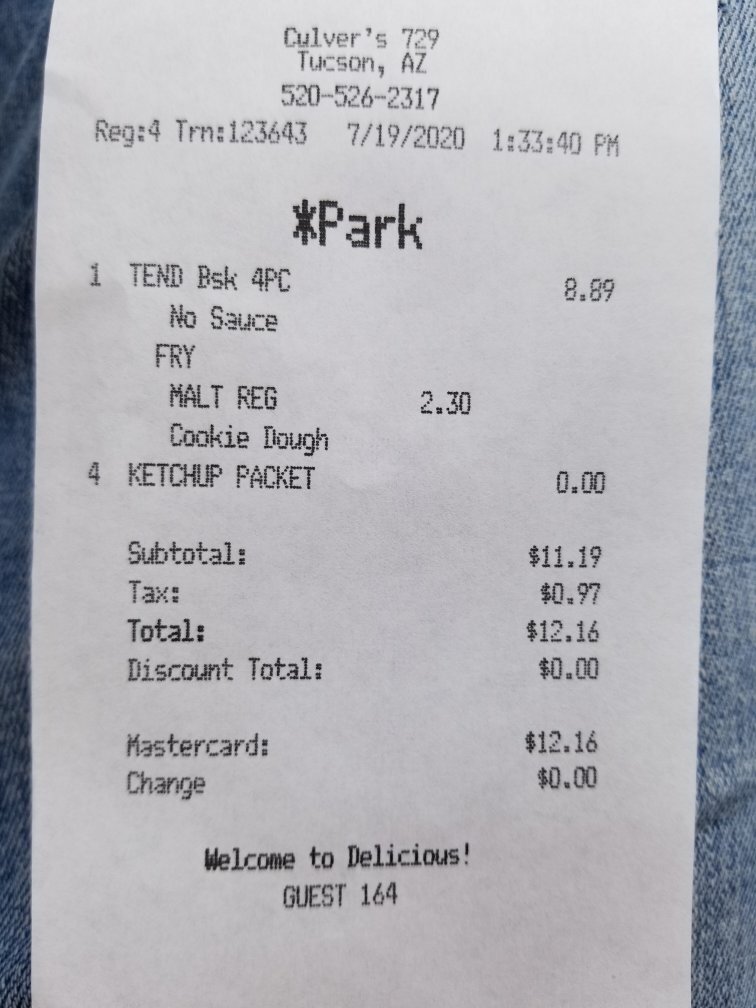 Culver's 729
Tucson, AZ
520-526-2317
Reg:4 Trn:123643 7/19/2020 1:33:40 PM
*Park
1 TEND Bsk 4PC 8.89
No Sauce
FRY
MALT REG 2.30
Cookie Dough
4 KETCHUP PACKET 0.00
Subtotal: $11.19
Tax: $0.97
Total: $12.16
Discount Total: $0.00
Mastercard: $12.16
Change $0.00
Welcome to Delicious!
GUEST 164